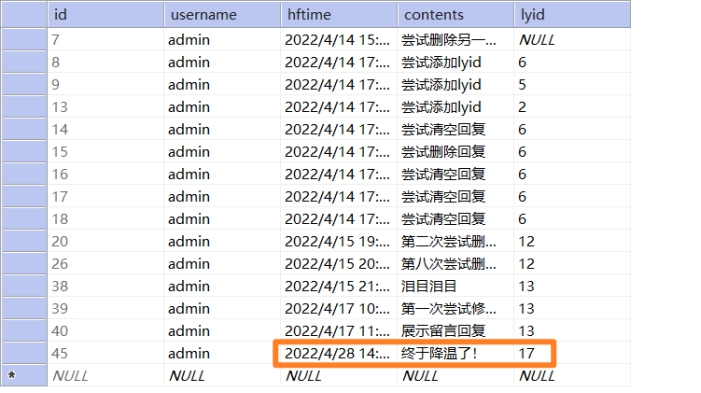 id username hftime contents lyid
7 admin 2022/4/14 15:... 尝试删除另一... NULL
8 admin 2022/4/14 17:... 尝试添加lyid 6
9 admin 2022/4/14 17:... 尝试添加lyid 5
13 admin 2022/4/14 17:... 尝试添加lyid 2
14 admin 2022/4/14 17:... 尝试清空回复 6
15 admin 2022/4/14 17:... 尝试删除回复 6
16 admin 2022/4/14 17:... 尝试清空回复 6
17 admin 2022/4/14 17:... 尝试清空回复 6
18 admin 2022/4/14 17:... 尝试清空回复 6
20 admin 2022/4/15 19:... 第二次尝试删... 12
26 admin 2022/4/15 20:... 第八次尝试删... 12
38 admin 2022/4/15 21:... 泪目泪目 13
39 admin 2022/4/17 10:... 第一次尝试修... 13
40 admin 2022/4/17 11:... 展示留言回复 13
45 admin 2022/4/28 14:... 终于降温了! 17
* NULL NULL NULL NULL NULL